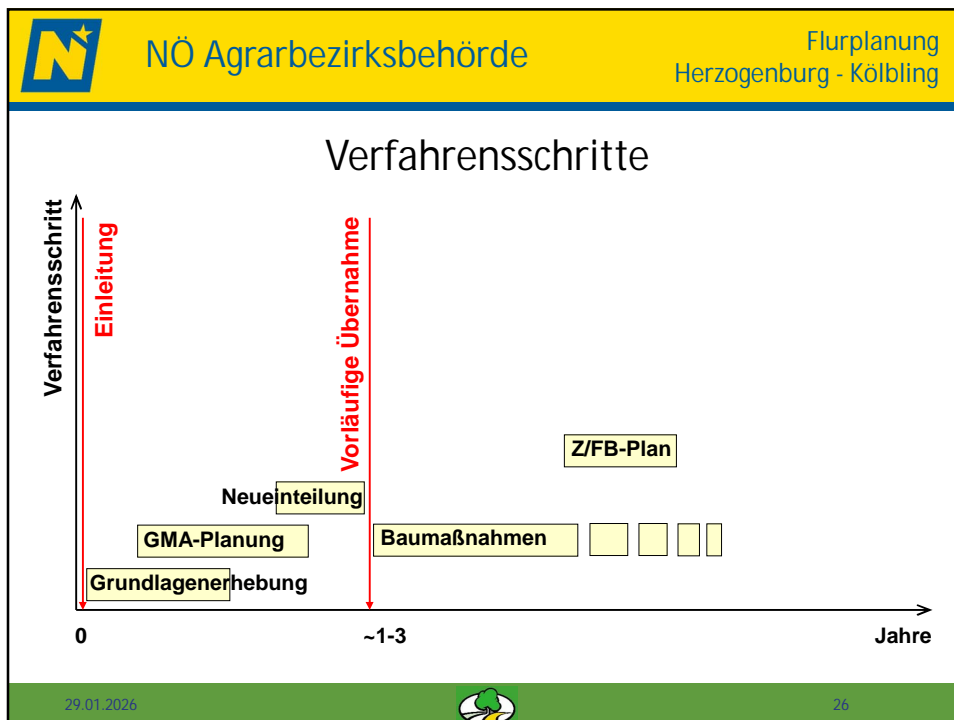 N
NÖ Agrarbezirksbehörde
Flurplanung
Herzogenburg - Kölbling
Verfahrensschritte
Verfahrensschritt
Einleitung
Vorläufige Übernahme
Z/FB-Plan
Neueinteilung
GMA-Planung
Baumaßnahmen
Grundlagenerhebung
0
~1-3
Jahre
29.01.2026
26